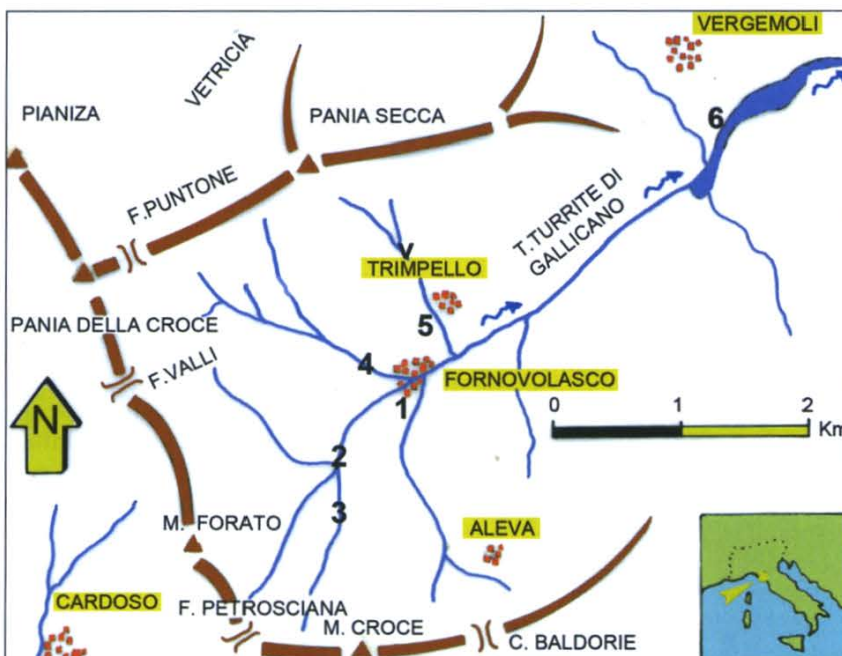 VERGEMOLI
VETRICIA
PIANIZA
PANIA SECCA
6
F.PUNTONE
T.TURRITE DI
GALLICANO
V
TRIMPELLO
PANIA DELLA CROCE
5
F.VALLI
4
FORNOVOLASCO
1
0 1 2
Km
N
2
3
M. FORATO
ALEVA
CARDOSO
F. PETROSCIANA
M. CROCE
C. BALDORIE